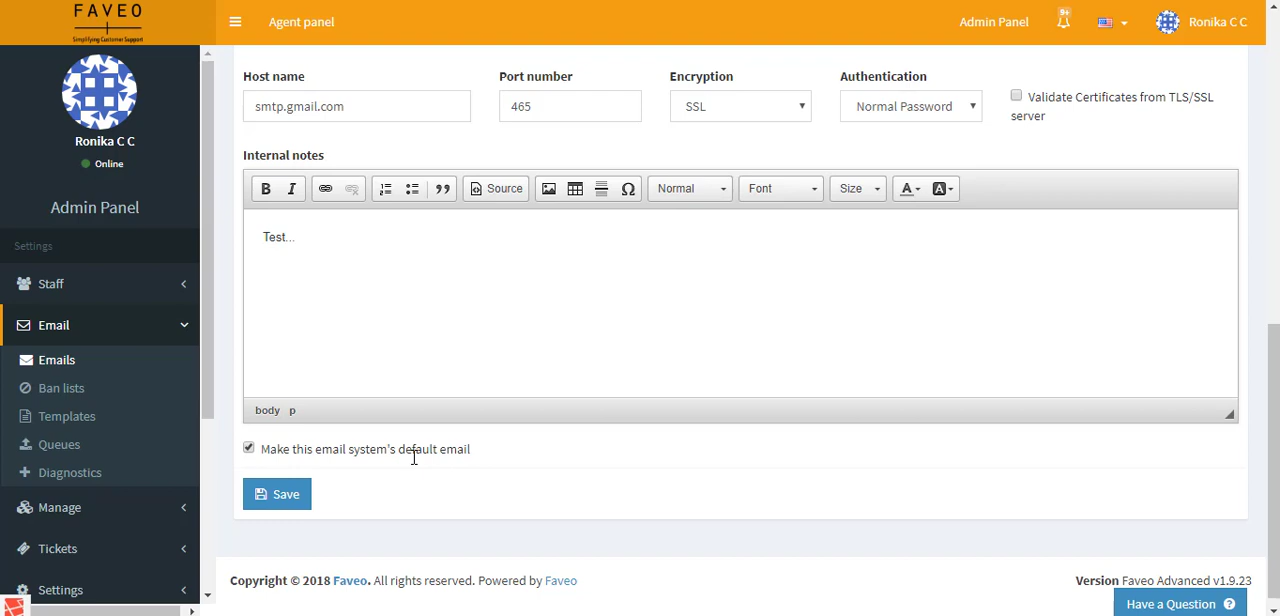 FAVEO
Simplifying Customer Support
Agent panel
Admin Panel
9+
Ronika C C
Ronika C C
Online
Admin Panel
Settings
Staff
Email
Emails
Ban lists
Templates
Queues
Diagnostics
Manage
Tickets
Settings
Host name
Port number
Encryption
Authentication
smtp.gmail.com
465
SSL
Normal Password
Validate Certificates from TLS/SSL
server
Internal notes
B I
Source
Ω
Normal
Font
Size
A
A
Test...
body p
Make this email system's default email
Save
Copyright © 2018 Faveo. All rights reserved. Powered by Faveo
Version Faveo Advanced v1.9.23
Have a Question ?